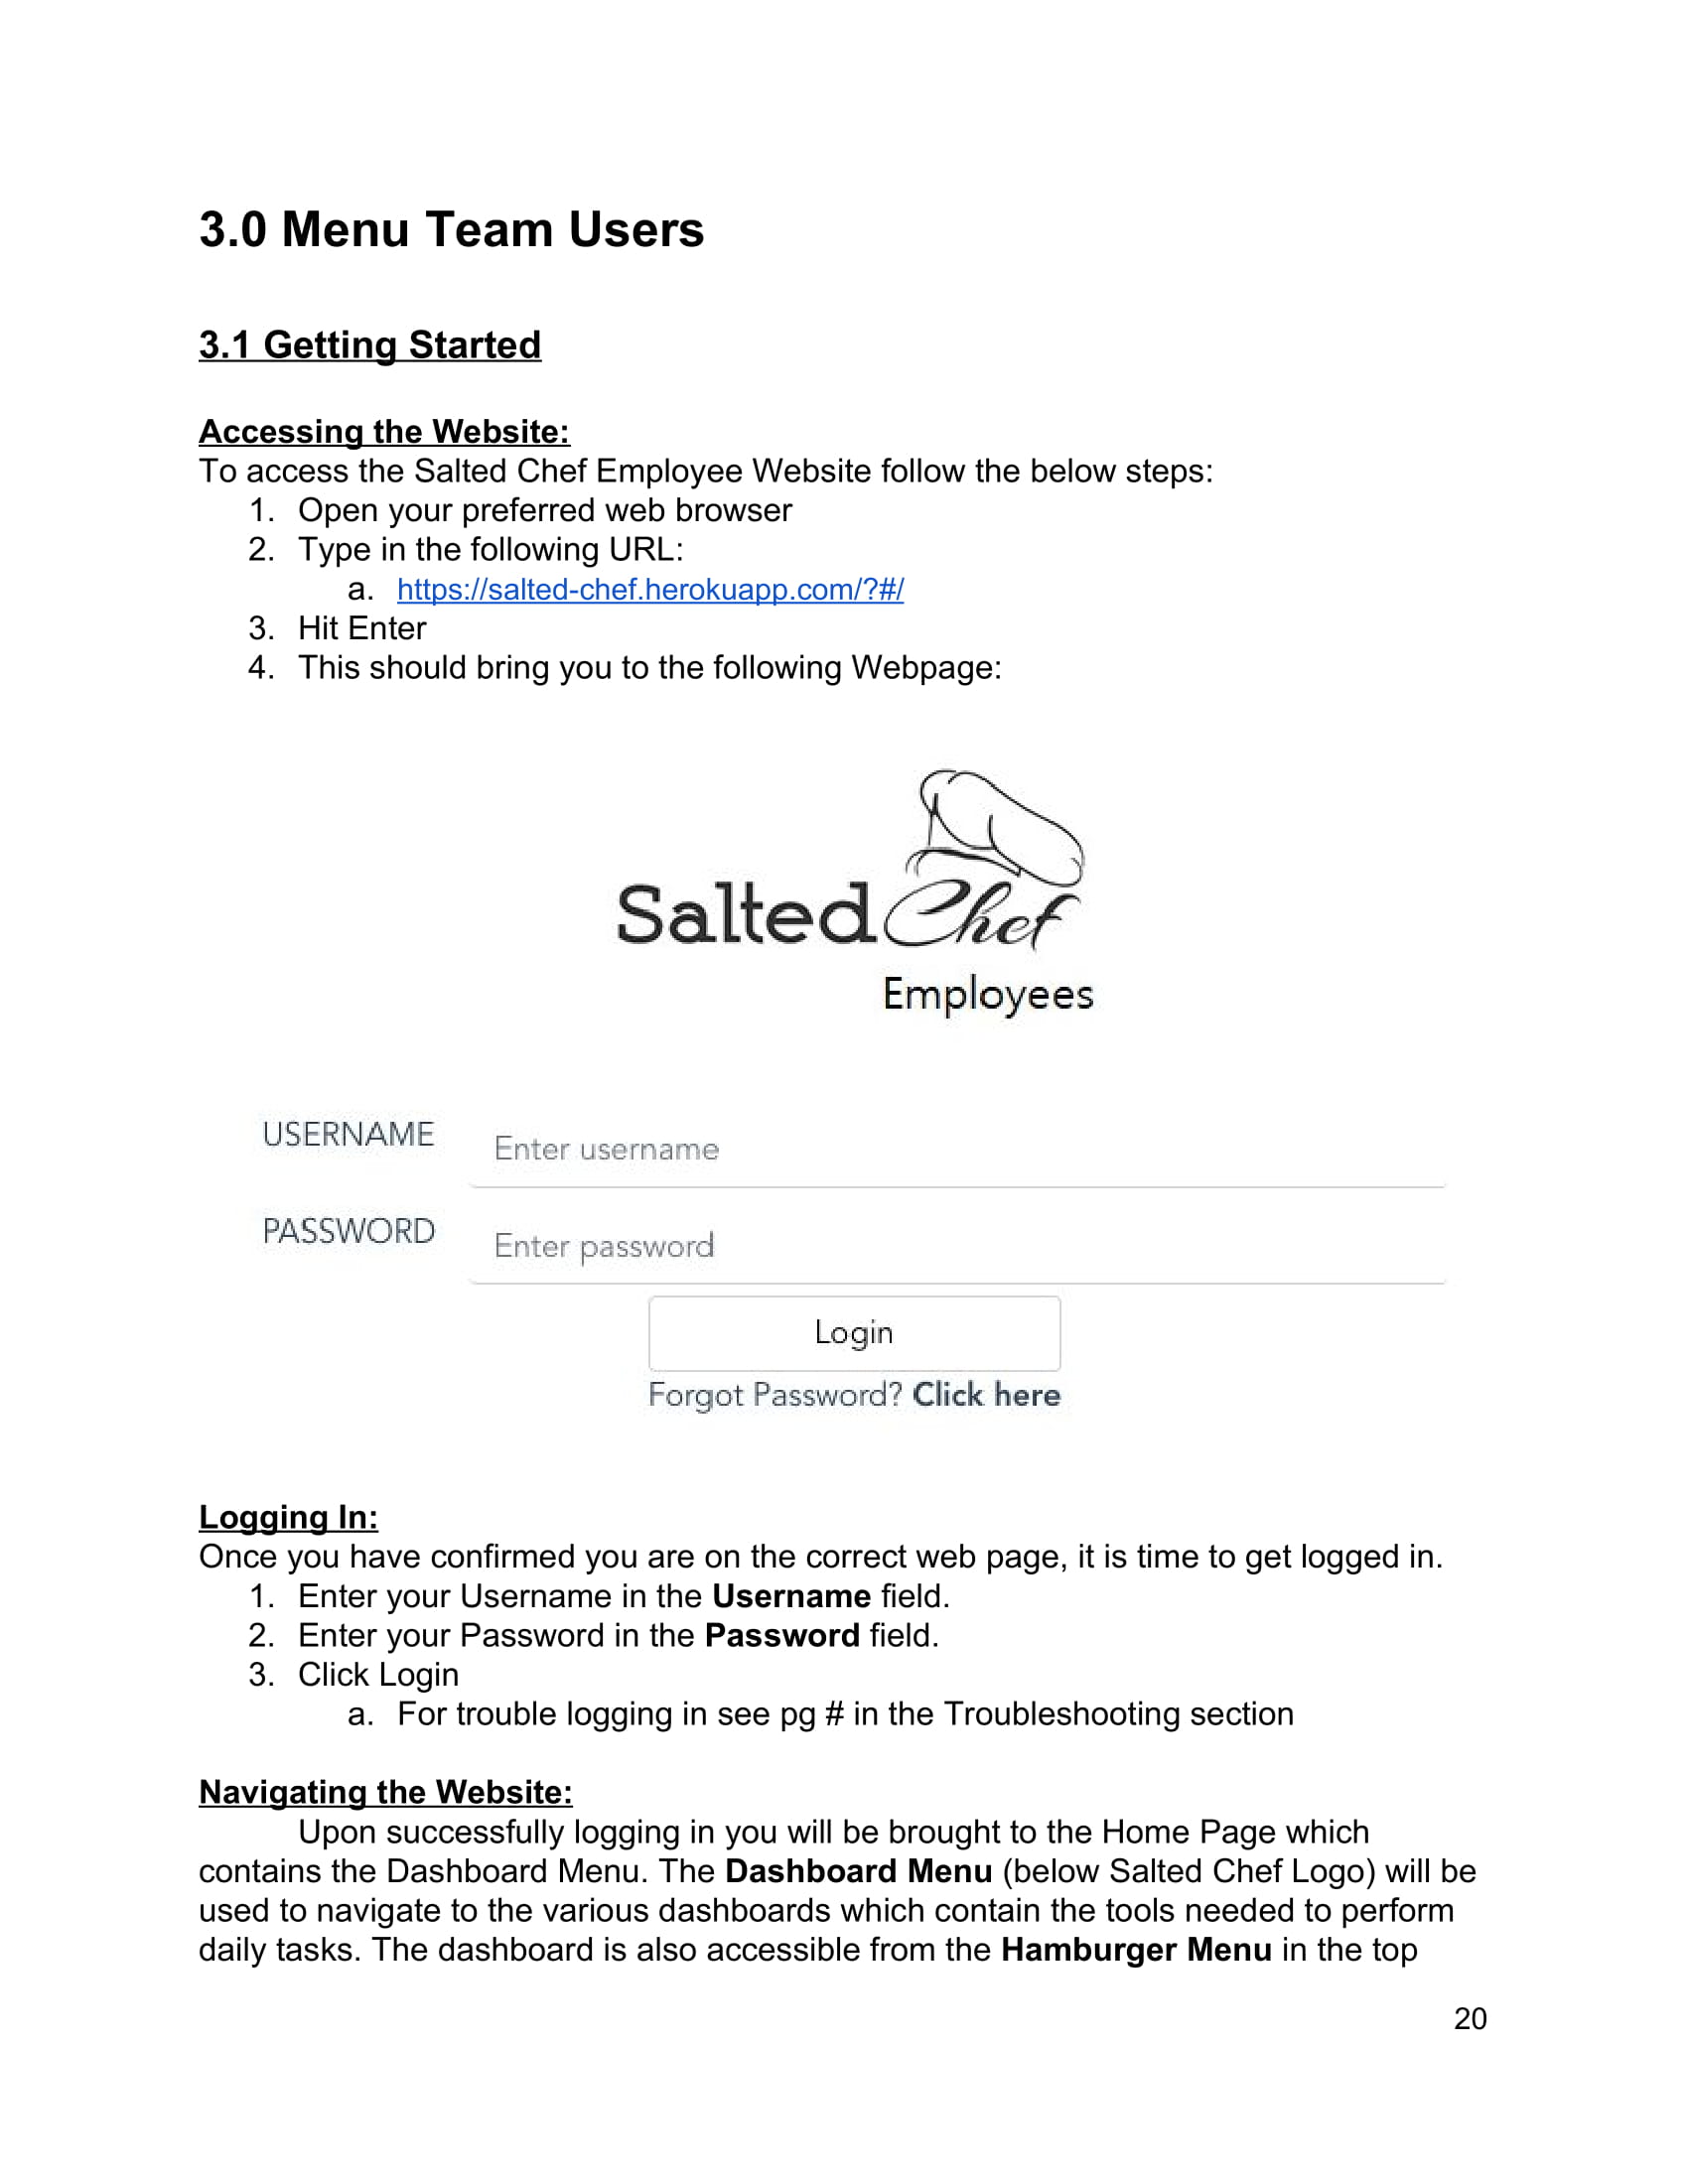 3.0 Menu Team Users
3.1 Getting Started
Accessing the Website:
To access the Salted Chef Employee Website follow the below steps:
1. Open your preferred web browser
2. Type in the following URL:
a. https://salted-chef.herokuapp.com/?#/
3. Hit Enter
4. This should bring you to the following Webpage:
Salted Chef
Employees
USERNAME Enter username
PASSWORD Enter password
Login
Forgot Password? Click here
Logging In:
Once you have confirmed you are on the correct web page, it is time to get logged in.
1. Enter your Username in the Username field.
2. Enter your Password in the Password field.
3. Click Login
a. For trouble logging in see pg # in the Troubleshooting section
Navigating the Website:
Upon successfully logging in you will be brought to the Home Page which
contains the Dashboard Menu. The Dashboard Menu (below Salted Chef Logo) will be
used to navigate to the various dashboards which contain the tools needed to perform
daily tasks. The dashboard is also accessible from the Hamburger Menu in the top
20